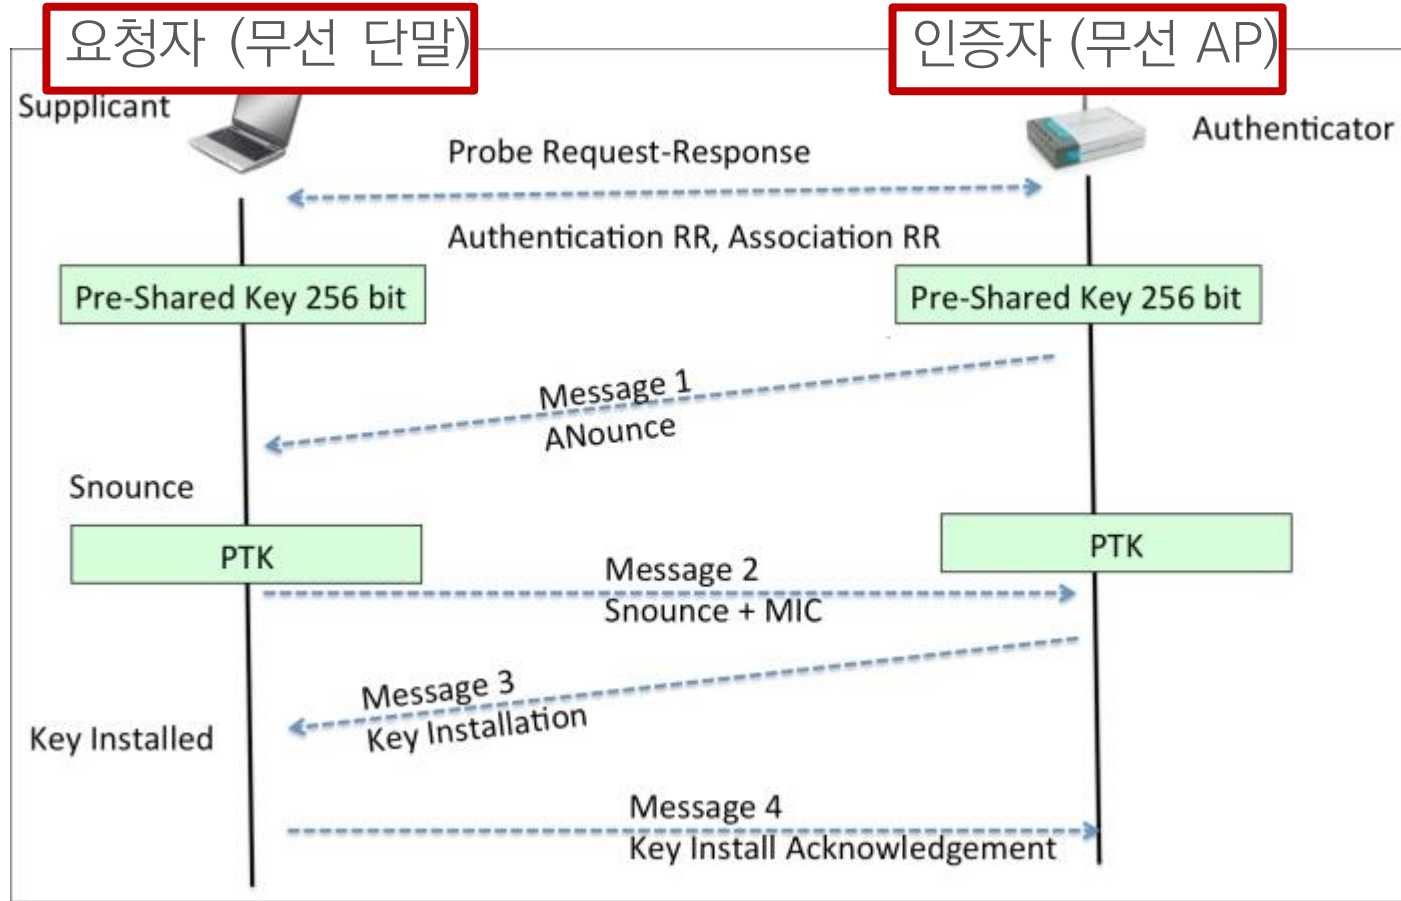 요청자 (무선 단말)
인증자 (무선 AP)
Supplicant
Authenticator
Probe Request-Response
Authentication RR, Association RR
Pre-Shared Key 256 bit
Pre-Shared Key 256 bit
Message 1
ANounce
Snounce
PTK
PTK
Message 2
Snounce + MIC
Message 3
Key Installation
Key Installed
Message 4
Key Install Acknowledgement